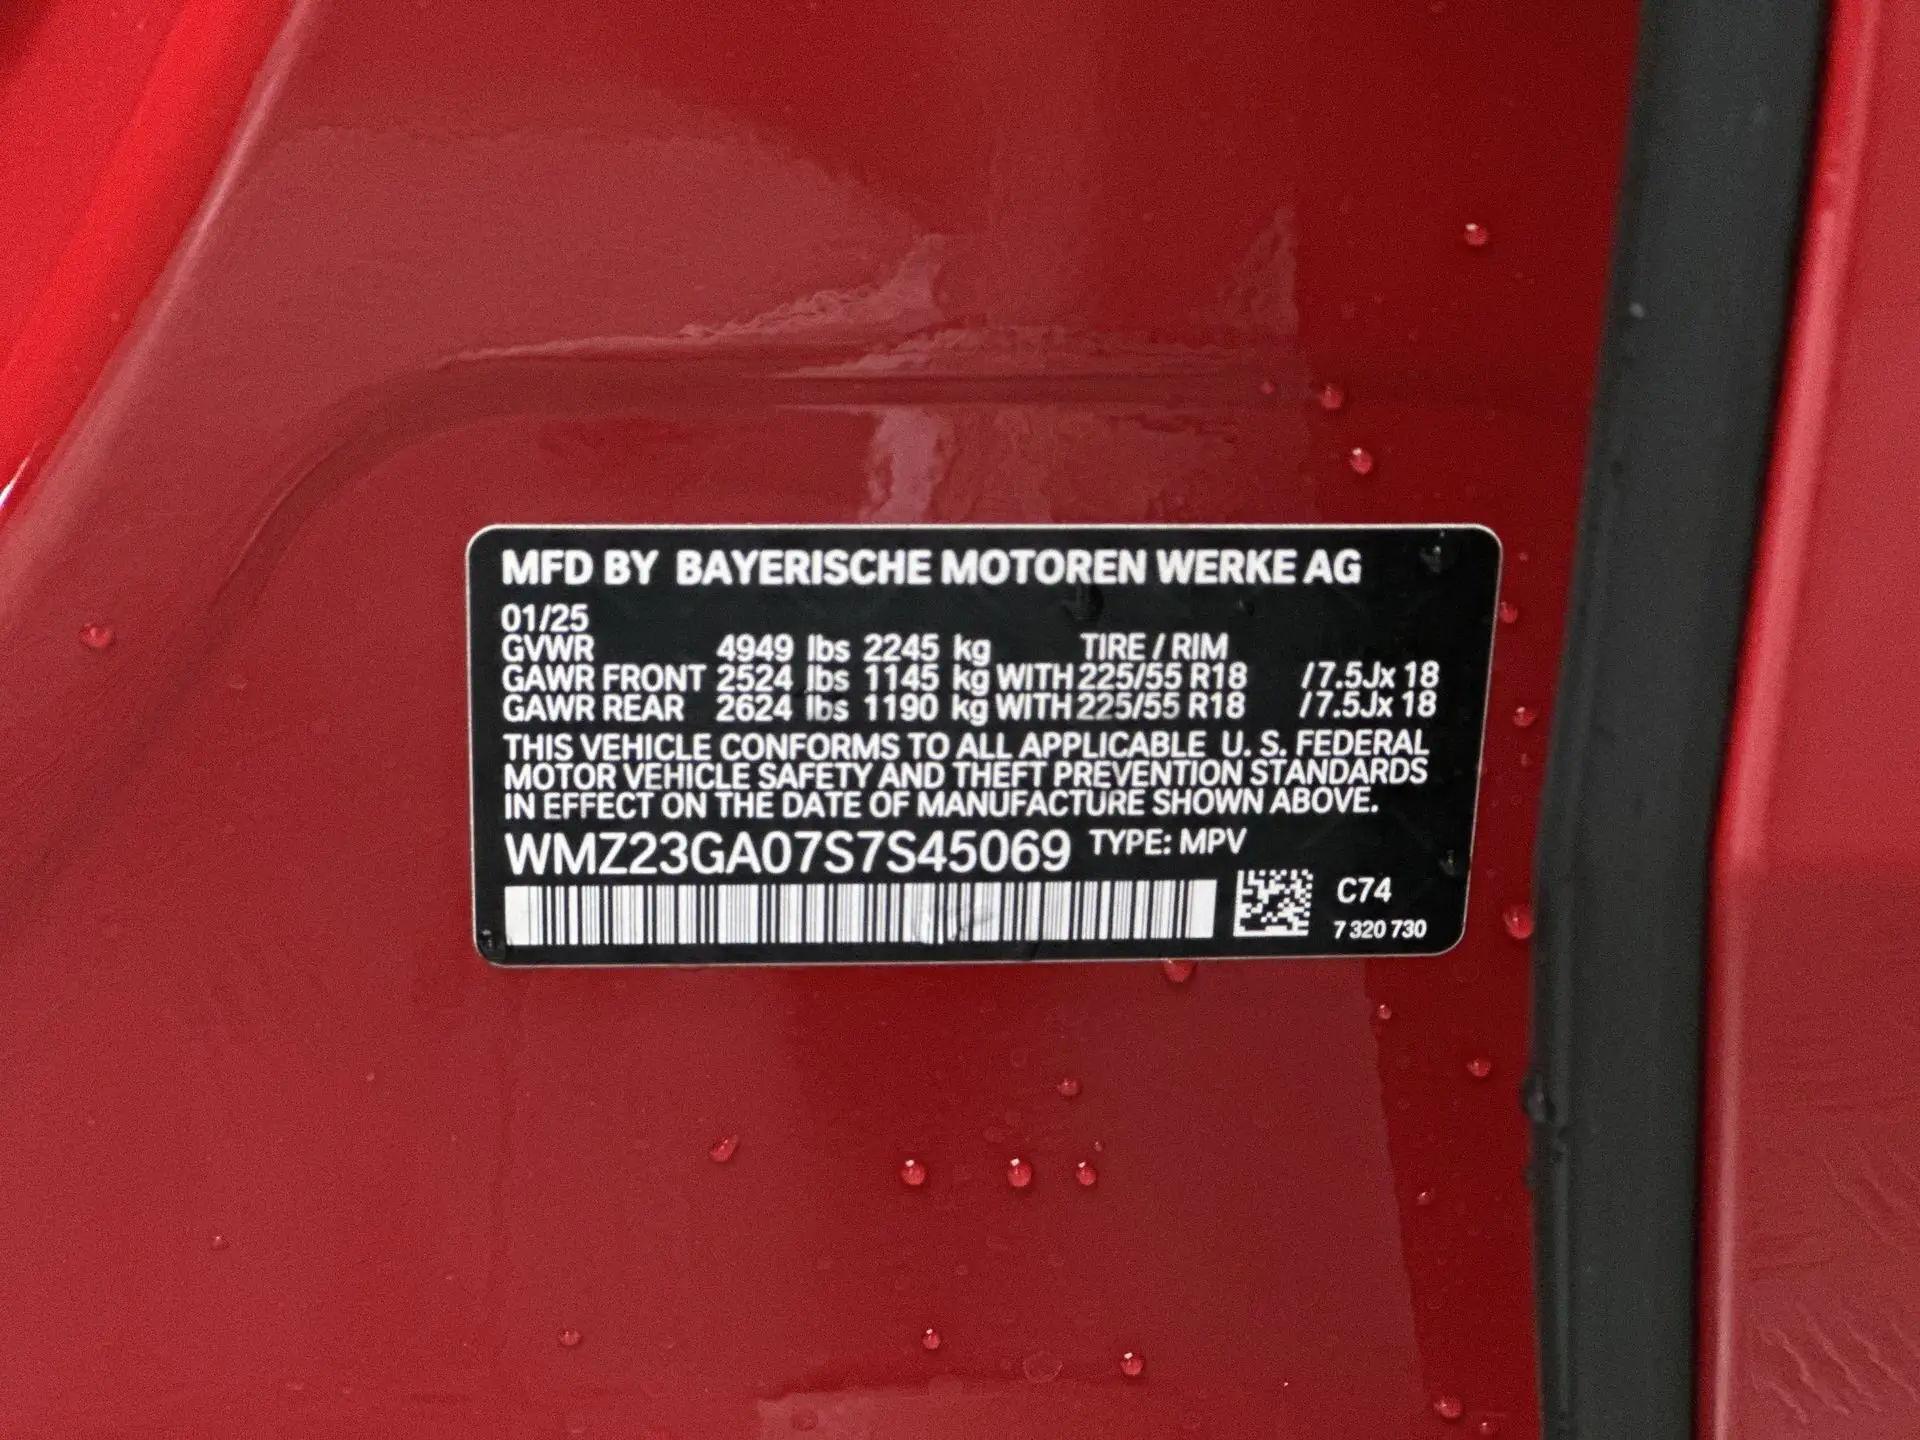 MFD BY BAYERISCHE MOTOREN WERKE AG
01/25
GVWR 4949 lbs 2245 kg TIRE / RIM
GAWR FRONT 2524 lbs 1145 kg WITH 225/55 R18 /7.5Jx 18
GAWR REAR 2624 lbs 1190 kg WITH 225/55 R18 /7.5Jx 18
THIS VEHICLE CONFORMS TO ALL APPLICABLE U. S. FEDERAL
MOTOR VEHICLE SAFETY AND THEFT PREVENTION STANDARDS
IN EFFECT ON THE DATE OF MANUFACTURE SHOWN ABOVE.
WMZ23GA07S7S45069 TYPE: MPV
C74
7 320 730